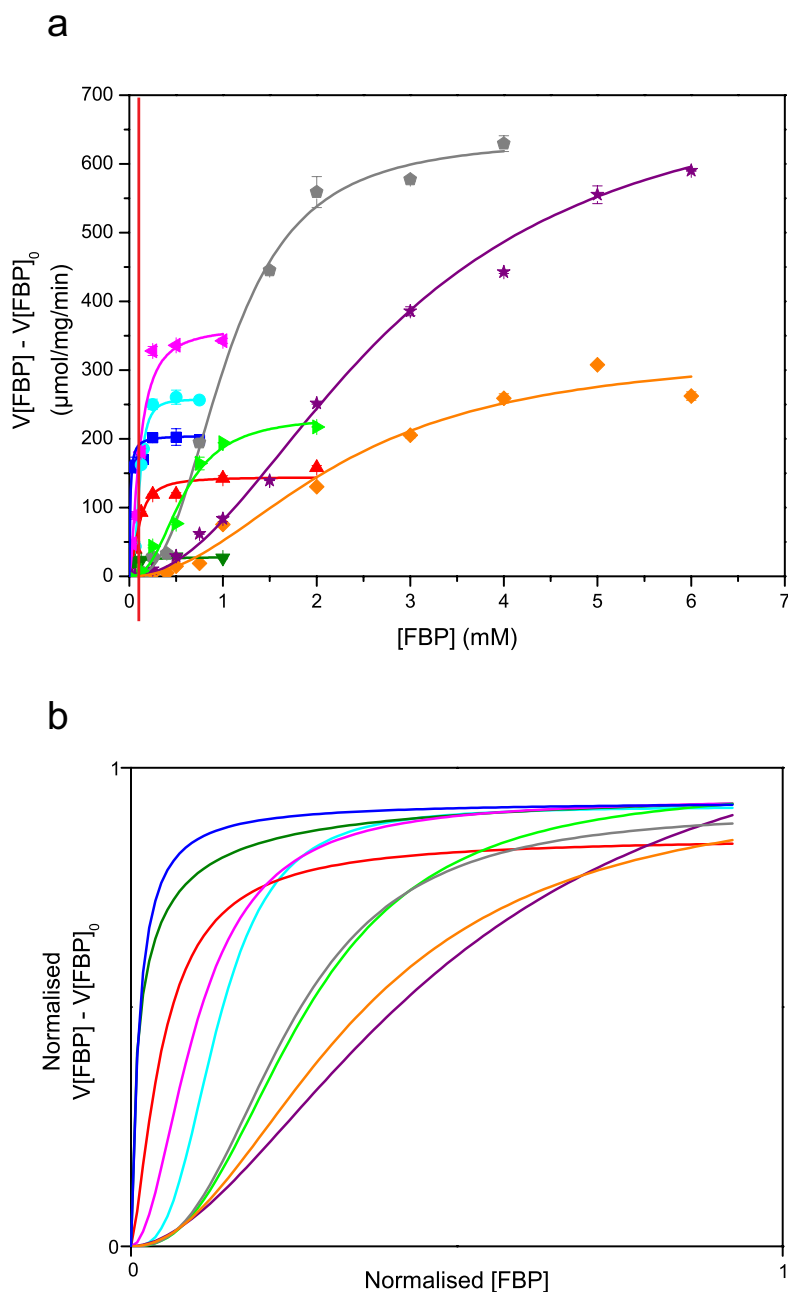 a
700
600
500
400
300
200
100
0
0 1 2 3 4 5 6 7
V[FBP] - V[FBP]0
(µmol/mg/min)
[FBP] (mM)
b
1
0
0 1
Normalised
V[FBP] - V[FBP]0
Normalised [FBP]